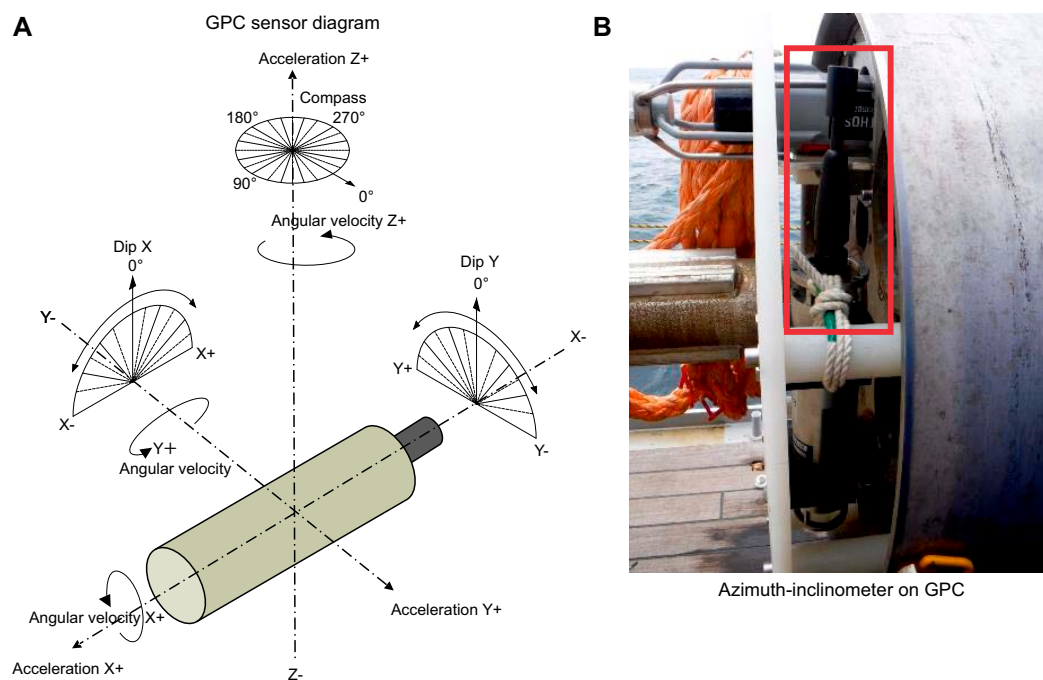 A
GPC sensor diagram
Acceleration Z+
Compass
180°
270°
90°
0°
Angular velocity Z+
Dip X
0°
Dip Y
0°
Y-
X-
X+
Y+
X-
Y-
Y+
Angular velocity
Angular velocity X+
Acceleration Y+
Acceleration X+
Z-
B
THOS
Azimuth-inclinometer on GPC